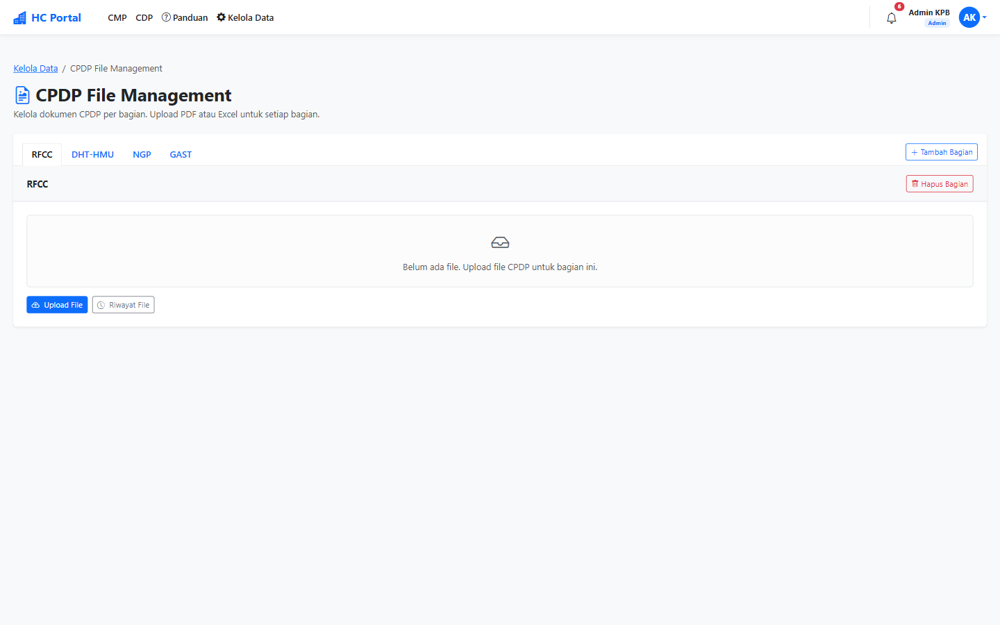 HC Portal CMP CDP Panduan Kelola Data 6 Admin KPB Admin AK
Kelola Data / CPDP File Management
CPDP File Management
Kelola dokumen CPDP per bagian. Upload PDF atau Excel untuk setiap bagian.
RFCC DHT-HMU NGP GAST + Tambah Bagian
RFCC Hapus Bagian
Belum ada file. Upload file CPDP untuk bagian ini.
Upload File Riwayat File